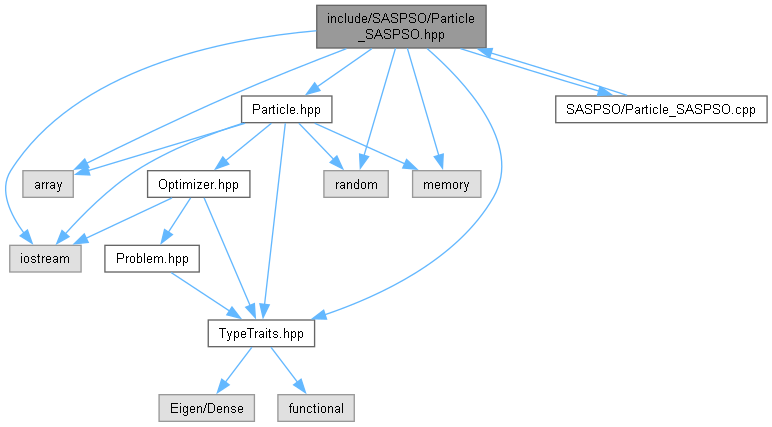 include/SASPSO/Particle
_SASPSO.hpp
Particle.hpp
SASPSO/Particle_SASPSO.cpp
array
Optimizer.hpp
random
memory
iostream
Problem.hpp
TypeTraits.hpp
Eigen/Dense
functional